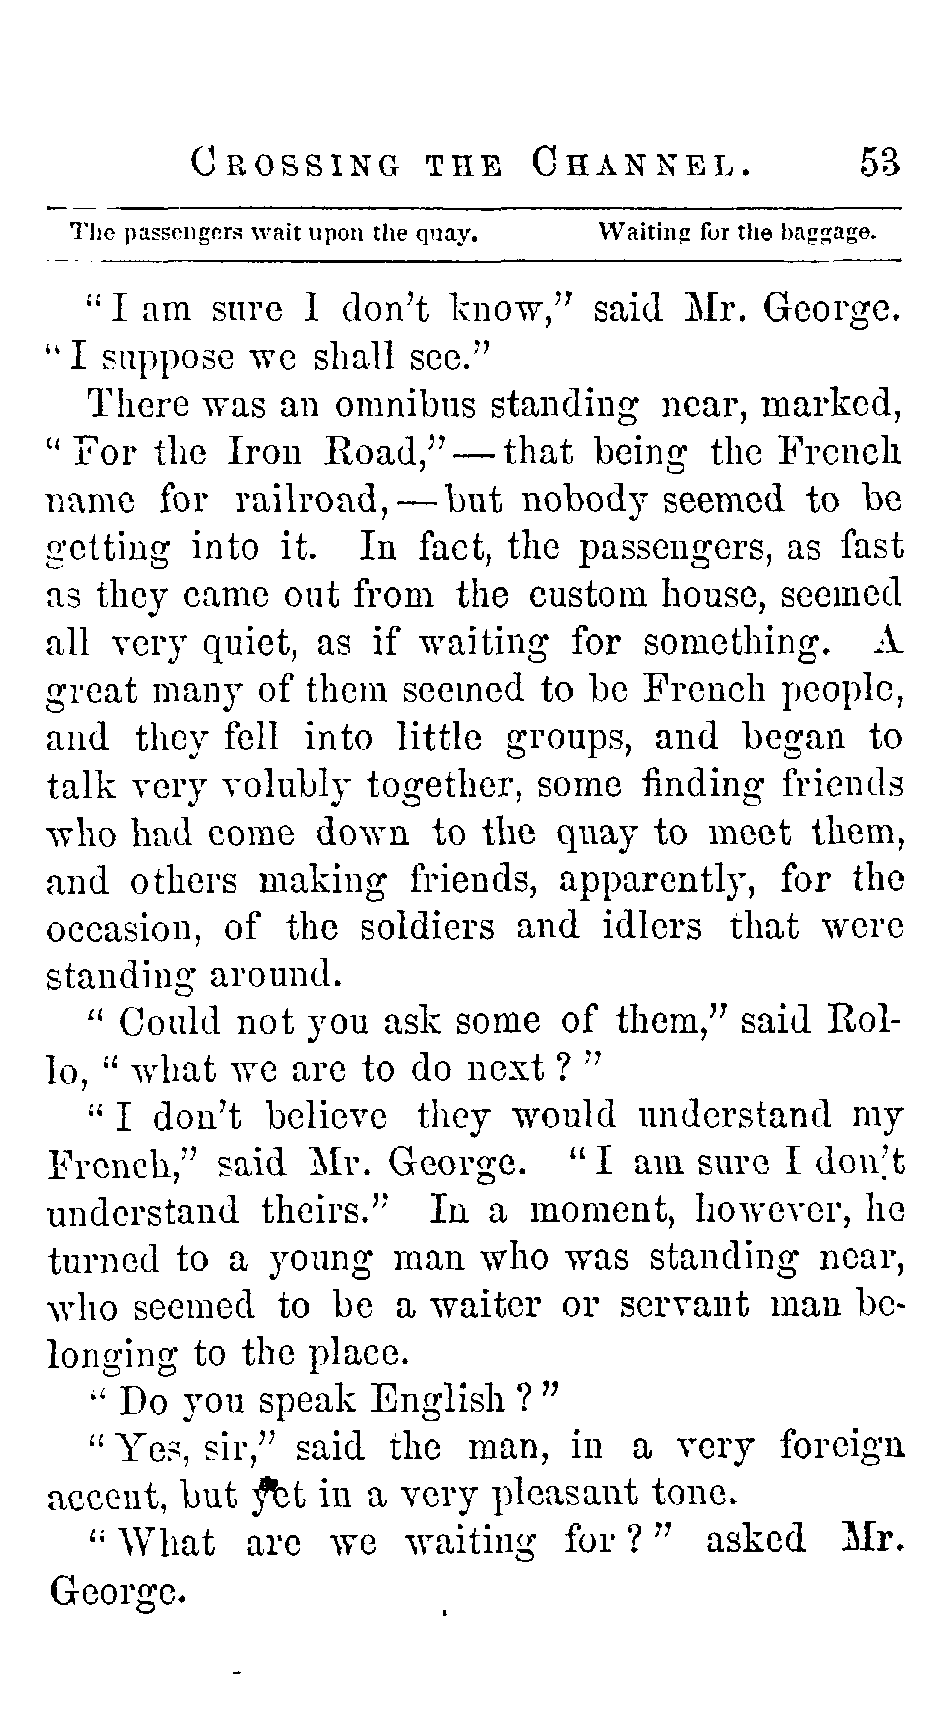 Crossing the Channel. 53
The passengers wait upon the quay. Waiting for the baggage.
"I am sure I don't know," said Mr. George.
"I suppose we shall see."
There was an omnibus standing near, marked,
"For the Iron Road,"—that being the French
name for railroad,—but nobody seemed to be
getting into it. In fact, the passengers, as fast
as they came out from the custom house, seemed
all very quiet, as if waiting for something. A
great many of them seemed to be French people,
and they fell into little groups, and began to
talk very volubly together, some finding friends
who had come down to the quay to meet them,
and others making friends, apparently, for the
occasion, of the soldiers and idlers that were
standing around.
"Could not you ask some of them," said Rol-
lo, "what we are to do next?"
"I don't believe they would understand my
French," said Mr. George. "I am sure I don't
understand theirs." In a moment, however, he
turned to a young man who was standing near,
who seemed to be a waiter or servant man be-
longing to the place.
"Do you speak English?"
"Yes, sir," said the man, in a very foreign
accent, but yet in a very pleasant tone.
"What are we waiting for?" asked Mr.
George.